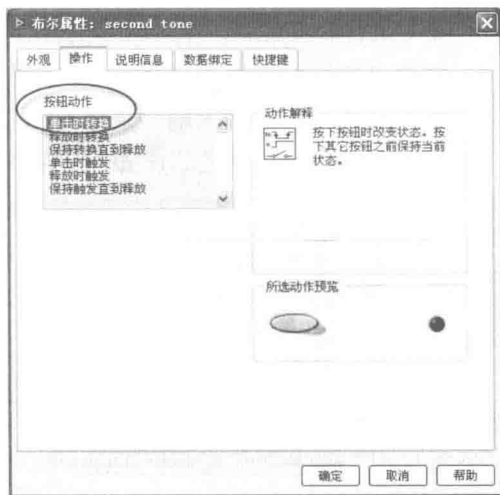 布尔属性: second tone
外观 操作 说明信息 数据绑定 快捷键
按钮动作
单击时转换
释放时转换
保持转换直到释放
单击时触发
释放时触发
保持触发直到释放
动作解释
按下按钮时改变状态。按
下其它按钮之前保持当前
状态。
所选动作预览
确定 取消 帮助